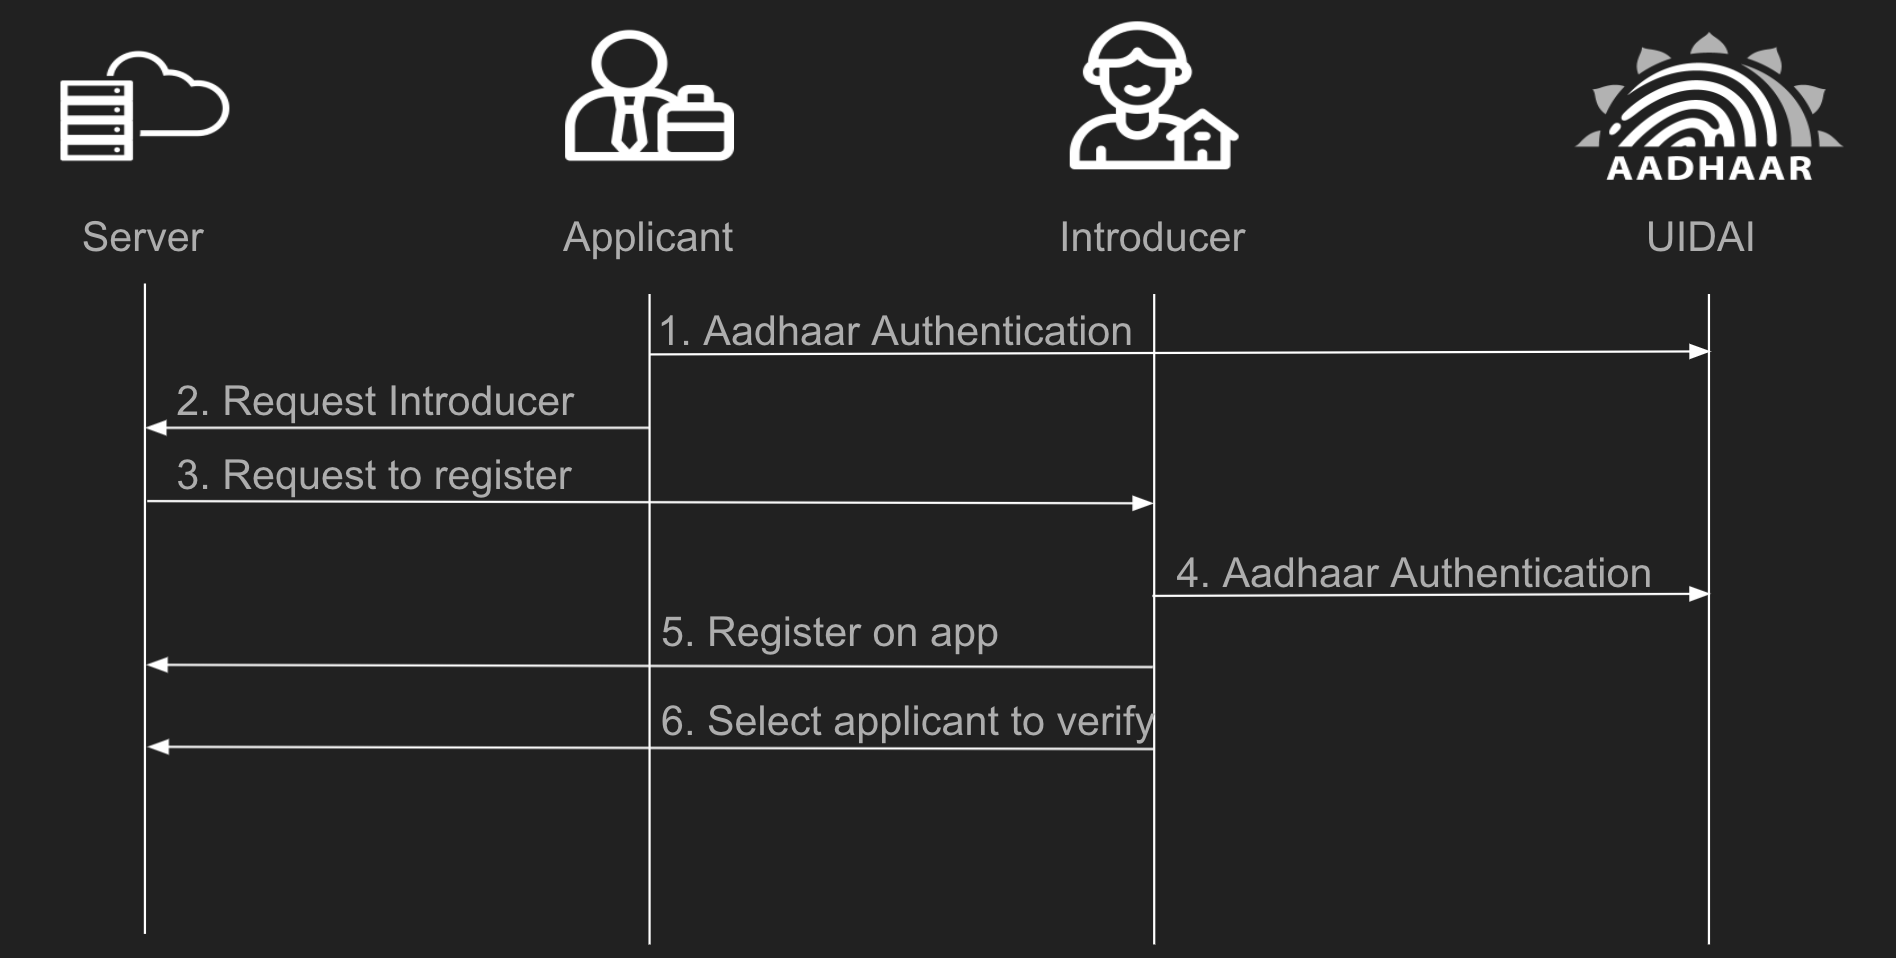 AADHAAR
Server
Applicant
Introducer
UIDAI
1. Aadhaar Authentication
2. Request Introducer
3. Request to register
4. Aadhaar Authentication
5. Register on app
6. Select applicant to verify